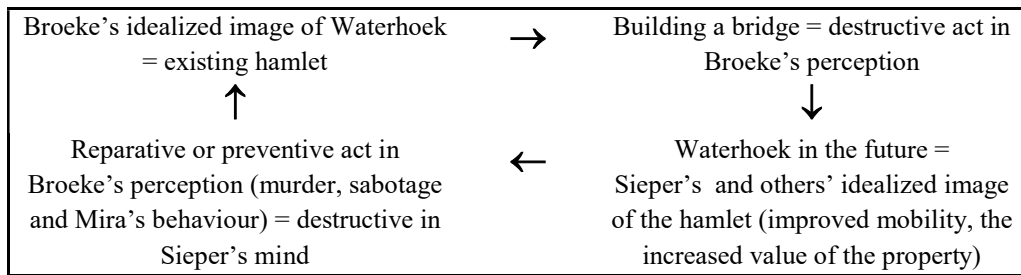 Broeke's idealized image of Waterhoek
= existing hamlet
→
Building a bridge = destructive act in
Broeke's perception
↑
↓
Reparative or preventive act in
Broeke's perception (murder, sabotage
and Mira's behaviour) = destructive in
Sieper's mind
←
Waterhoek in the future =
Sieper's  and others' idealized image
of the hamlet (improved mobility, the
increased value of the property)